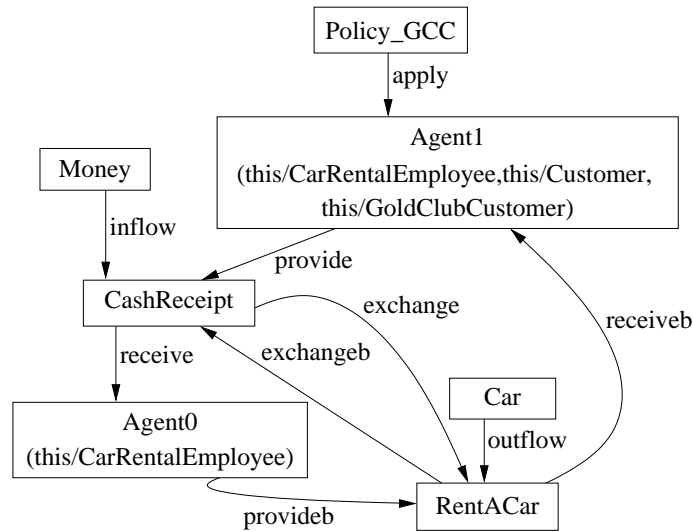 Policy_GCC
apply
Agent1
(this/CarRentalEmployee,this/Customer,
this/GoldClubCustomer)
Money
inflow
provide
CashReceipt
exchange
receiveb
receive
exchangeb
Car
Agent0
(this/CarRentalEmployee)
outflow
RentACar
provideb